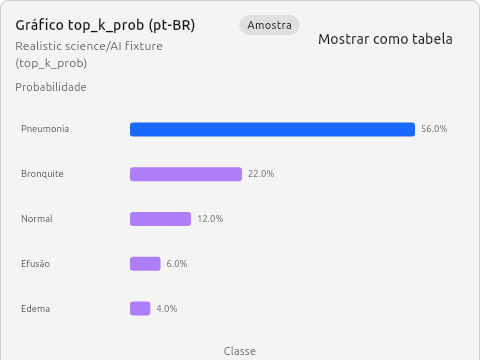 Gráfico top_k_prob (pt-BR)
Amostra
Mostrar como tabela
Realistic science/AI fixture
(top_k_prob)
Probabilidade
Pneumonia
56.0%
Bronquite
22.0%
Normal
12.0%
Efusão
6.0%
Edema
4.0%
Classe